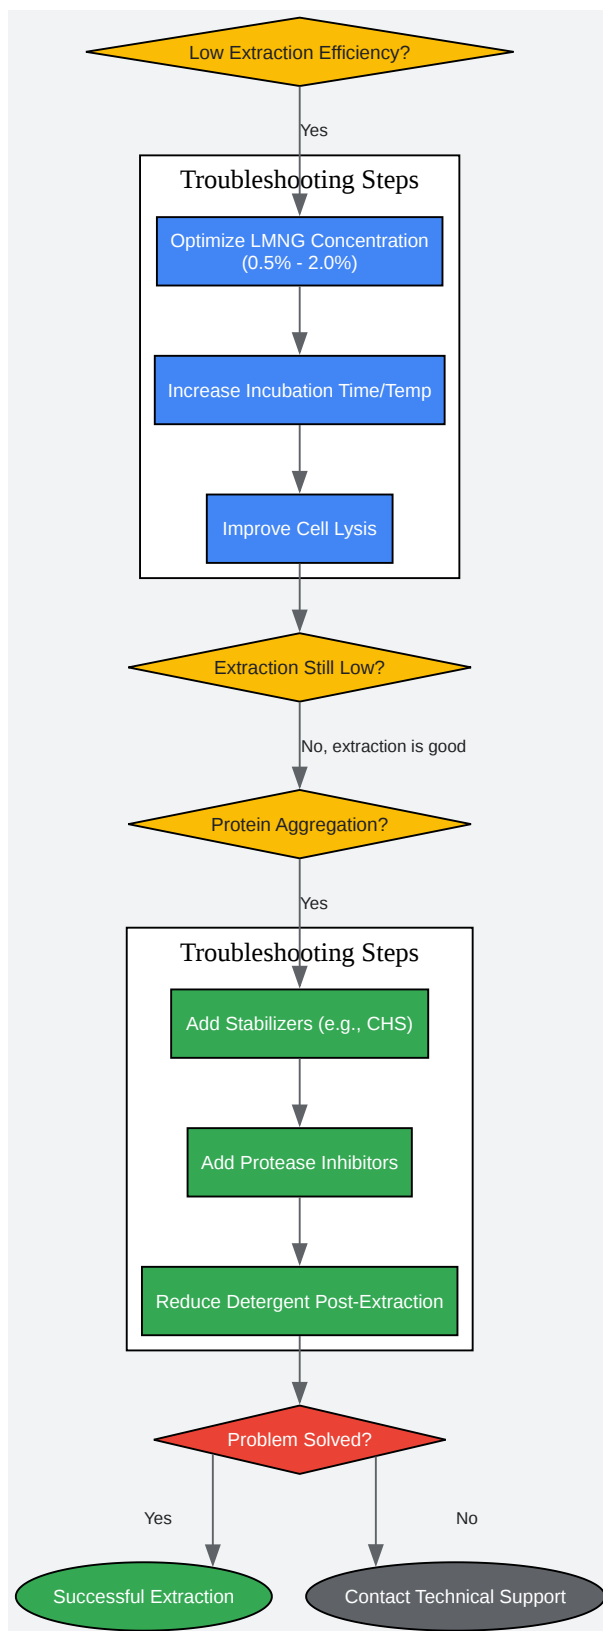 Low Extraction Efficiency?
Yes
Troubleshooting Steps
Optimize LMNG Concentration
(0.5% - 2.0%)
Increase Incubation Time/Temp
Improve Cell Lysis
Extraction Still Low?
No, extraction is good
Protein Aggregation?
Yes
Troubleshooting Steps
Add Stabilizers (e.g., CHS)
Add Protease Inhibitors
Reduce Detergent Post-Extraction
Problem Solved?
Yes
No
Successful Extraction
Contact Technical Support